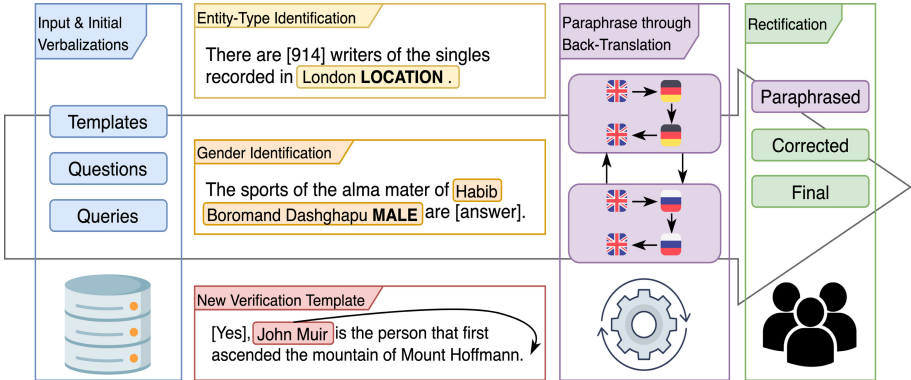 Input & Initial
Verbalizations
Templates
Questions
Queries
Entity-Type Identification
There are [914] writers of the singles
recorded in London LOCATION .
Gender Identification
The sports of the alma mater of Habib
Boromand Dashghapu MALE are [answer].
New Verification Template
[Yes], John Muir is the person that first
ascended the mountain of Mount Hoffmann.
Paraphrase through
Back-Translation
Rectification
Paraphrased
Corrected
Final